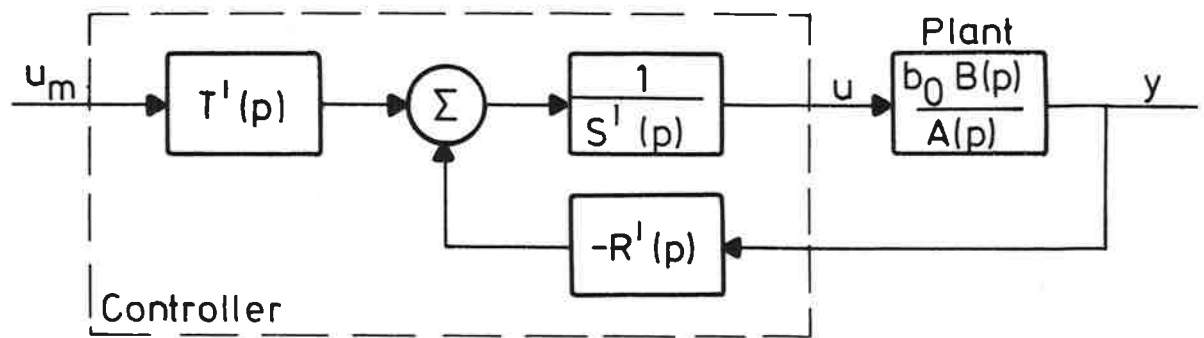 Plant
u_m
T'(p)
Σ
1
S'(p)
u
b_0 B(p)
A(p)
y
-R'(p)
Controller